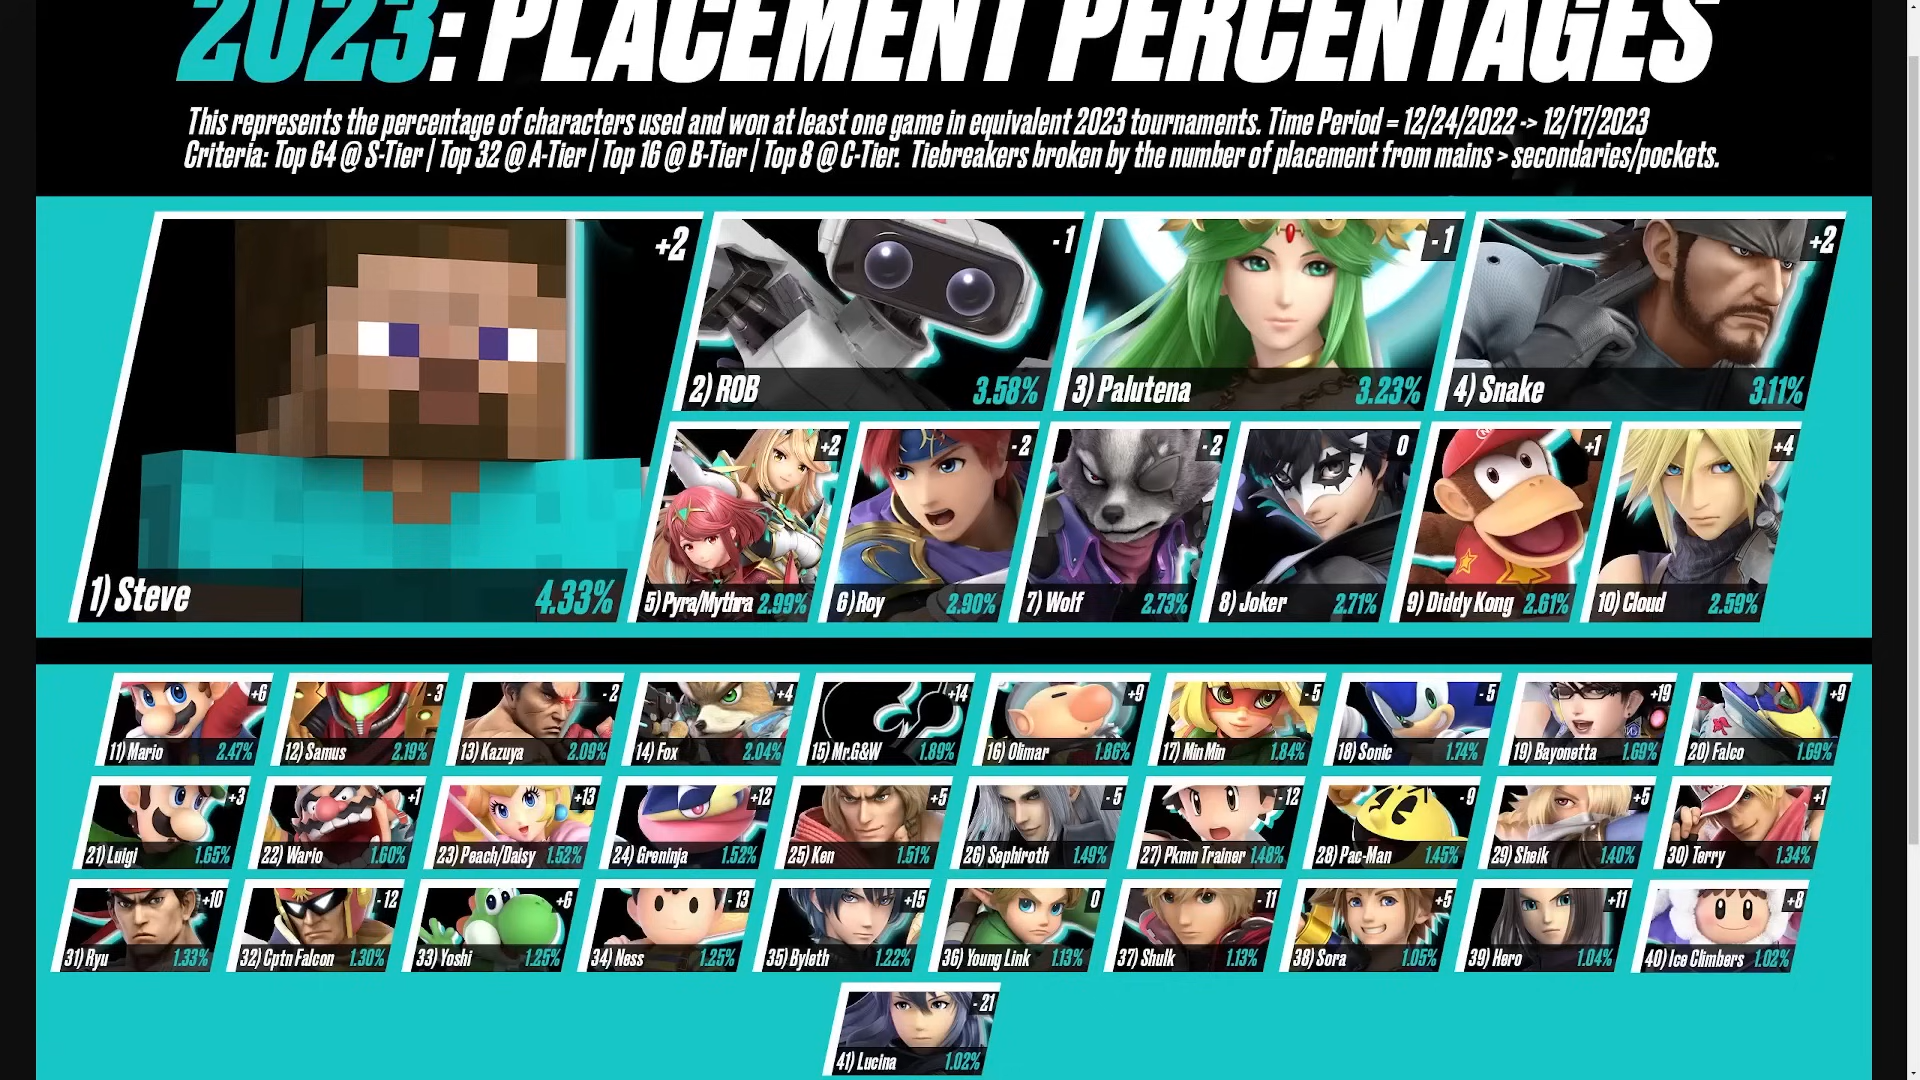 2023: PLACEMENT PERCENTAGES
This represents the percentage of characters used and won at least one game in equivalent 2023 tournaments. Time Period = 12/24/2022 -> 12/17/2023
Criteria: Top 64 @ S-Tier | Top 32 @ A-Tier | Top 16 @ B-Tier | Top 8 @ C-Tier. Tiebreakers broken by the number of placement from mains > secondaries/pockets.
+2 -1 -1 +2
2) ROB 3.58% 3) Palutena 3.23% 4) Snake 3.11%
+2 -2 -2 0 +1 +4
1) Steve 4.33% 5) Pyra/Mythra 2.99% 6) Roy 2.90% 7) Wolf 2.73% 8) Joker 2.71% 9) Diddy Kong 2.61% 10) Cloud 2.59%
+6 -3 -2 +4 +14 +9 -5 -5 +19 +9
11) Mario 2.47% 12) Samus 2.19% 13) Kazuya 2.09% 14) Fox 2.04% 15) Mr.G&W 1.89% 16) Olimar 1.86% 17) Min Min 1.84% 18) Sonic 1.74% 19) Bayonetta 1.69% 20) Falco 1.69%
+3 +1 +13 +12 +5 -5 -12 -9 +5 +1
21) Luigi 1.65% 22) Wario 1.60% 23) Peach/Daisy 1.52% 24) Greninja 1.52% 25) Ken 1.51% 26) Sephiroth 1.49% 27) Pkmn Trainer 1.48% 28) Pac-Man 1.45% 29) Sheik 1.40% 30) Terry 1.34%
+10 -12 +6 -13 +15 0 -11 +5 +11 +8
31) Ryu 1.33% 32) Cptn Falcon 1.30% 33) Yoshi 1.25% 34) Ness 1.25% 35) Byleth 1.22% 36) Young Link 1.13% 37) Shulk 1.13% 38) Sora 1.05% 39) Hero 1.04% 40) Ice Climbers 1.02%
-21
41) Lucina 1.02%